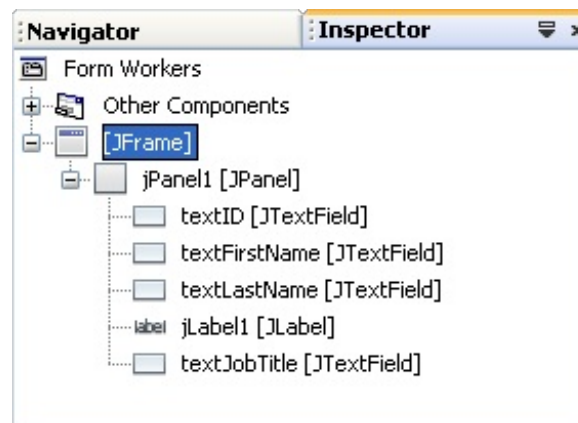 Navigator
Inspector
Form Workers
Other Components
[JFrame]
jPanel1 [JPanel]
textID [JTextField]
textFirstName [JTextField]
textLastName [JTextField]
label jLabel1 [JLabel]
textJobTitle [JTextField]